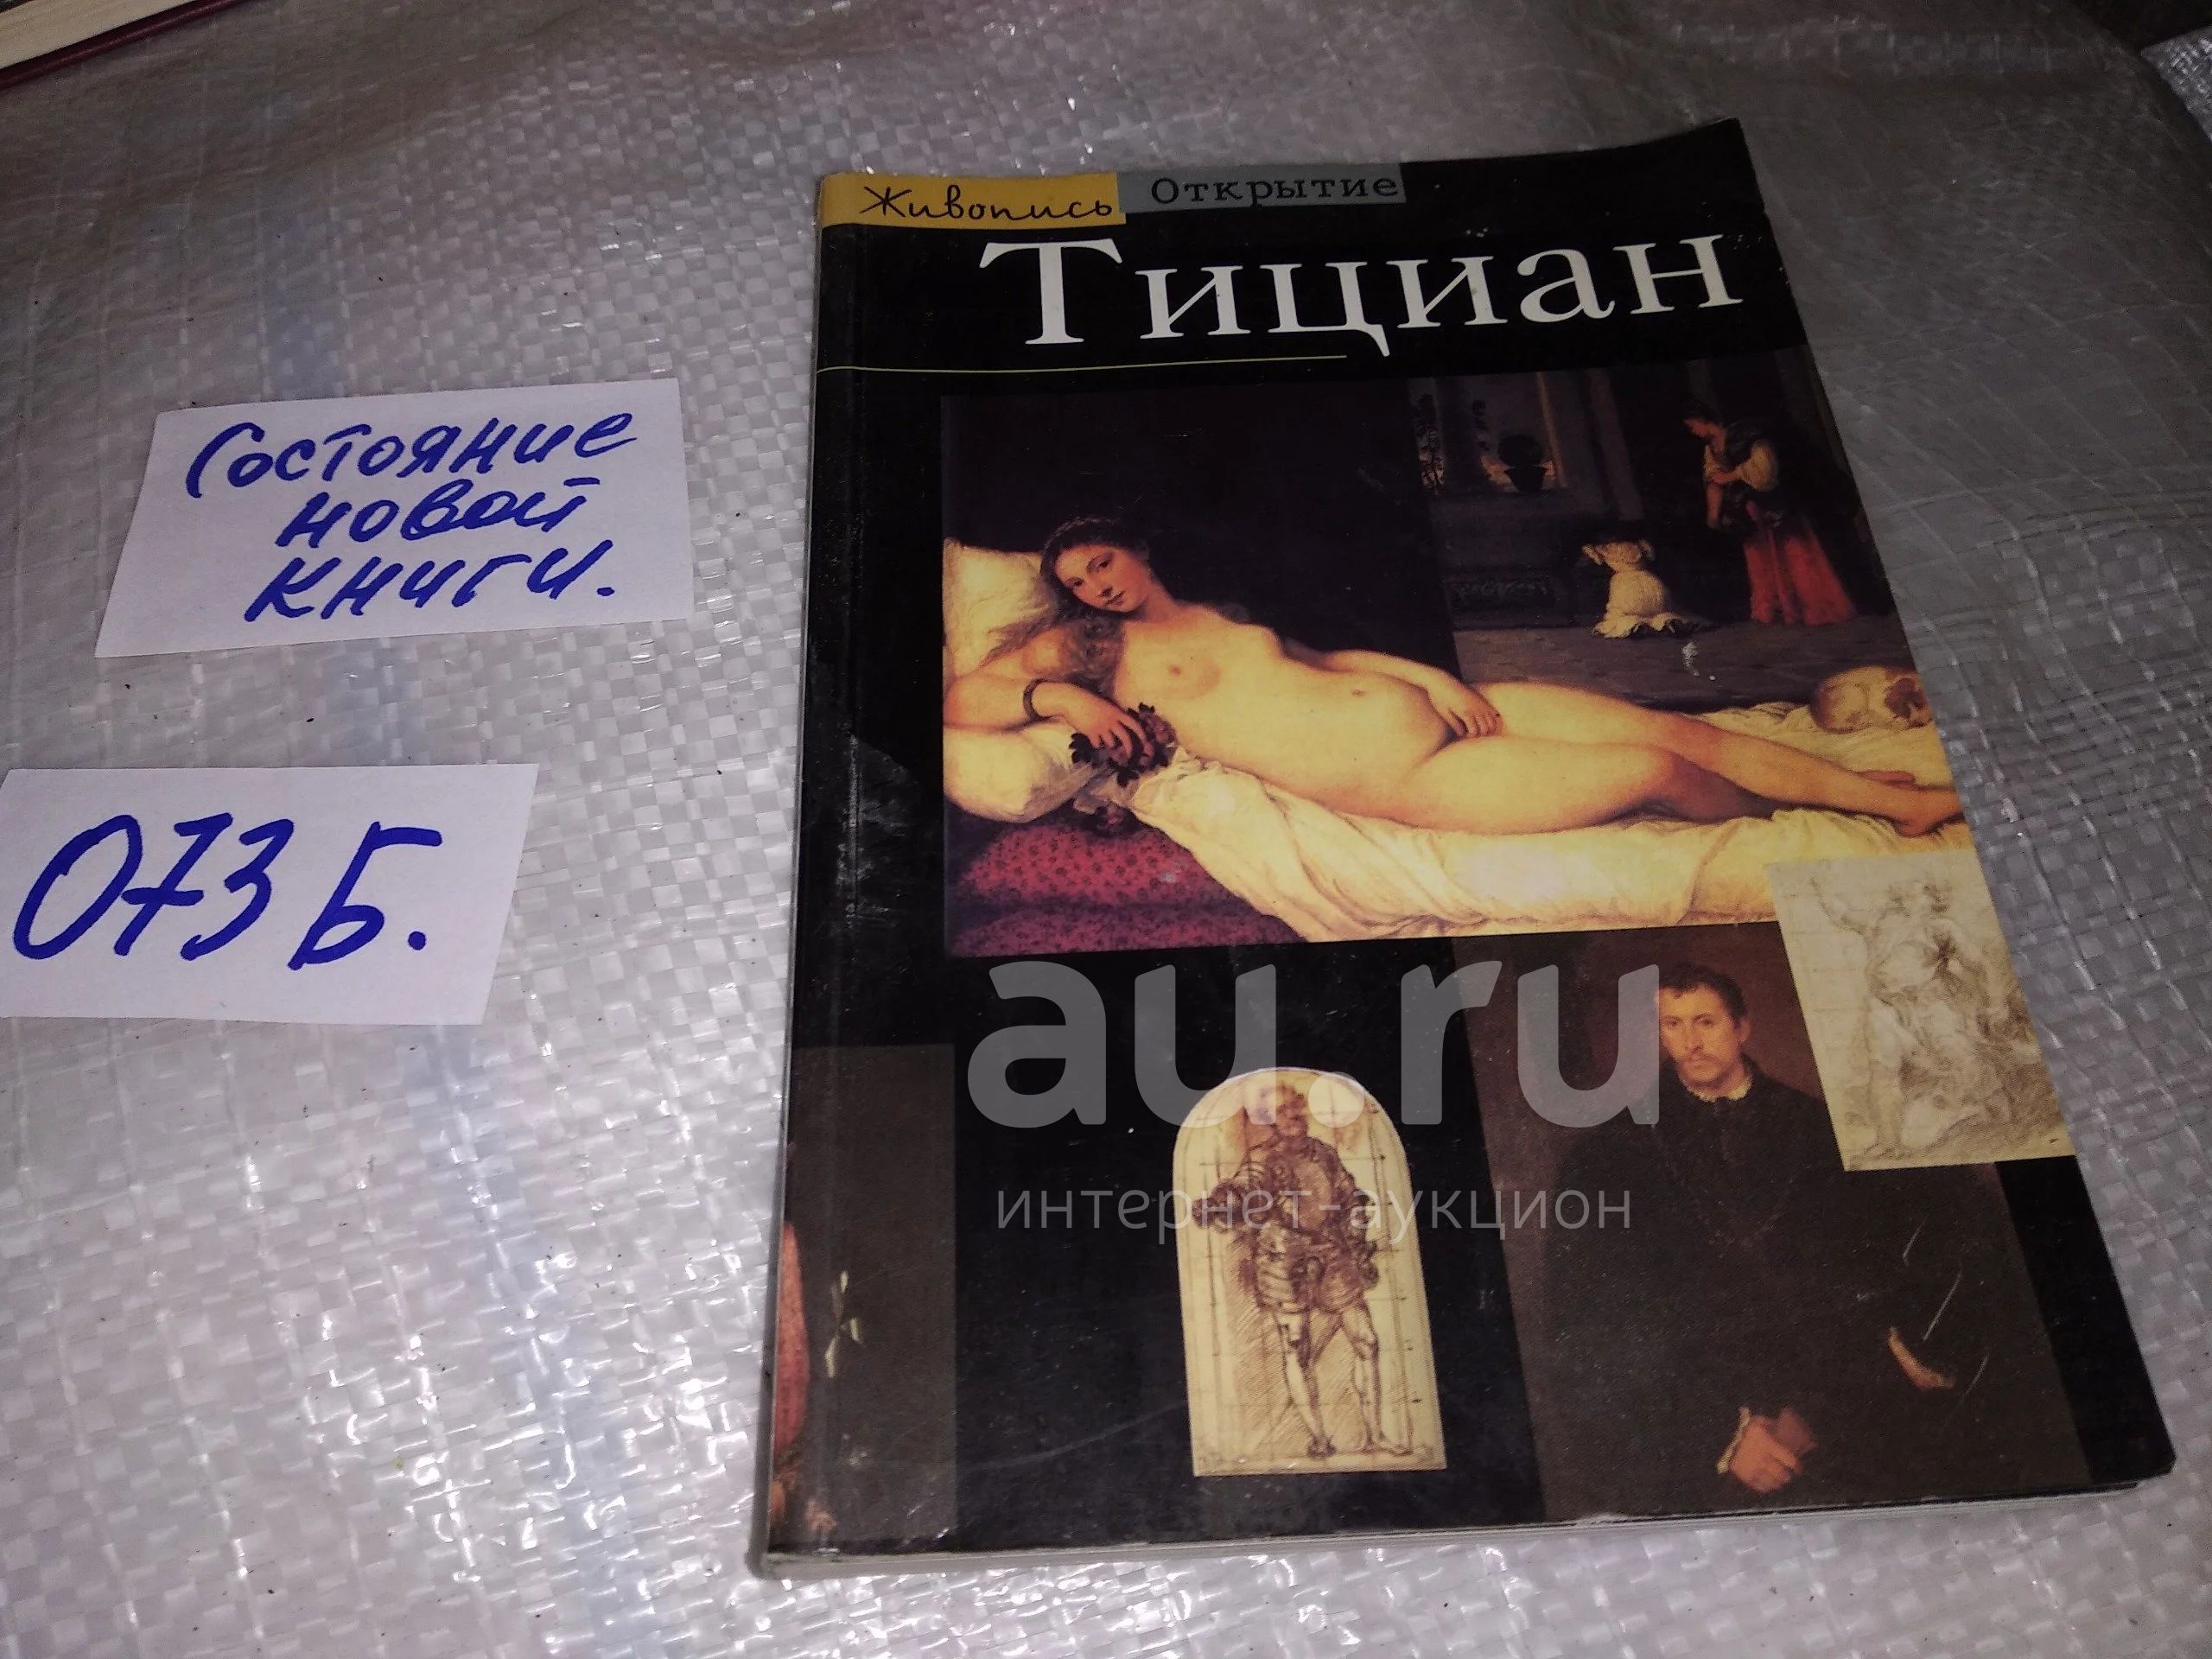 Живопись Открытие
Тициан
Состояние
новой
книги.
073 Б.
au.ru
интернет-аукцион